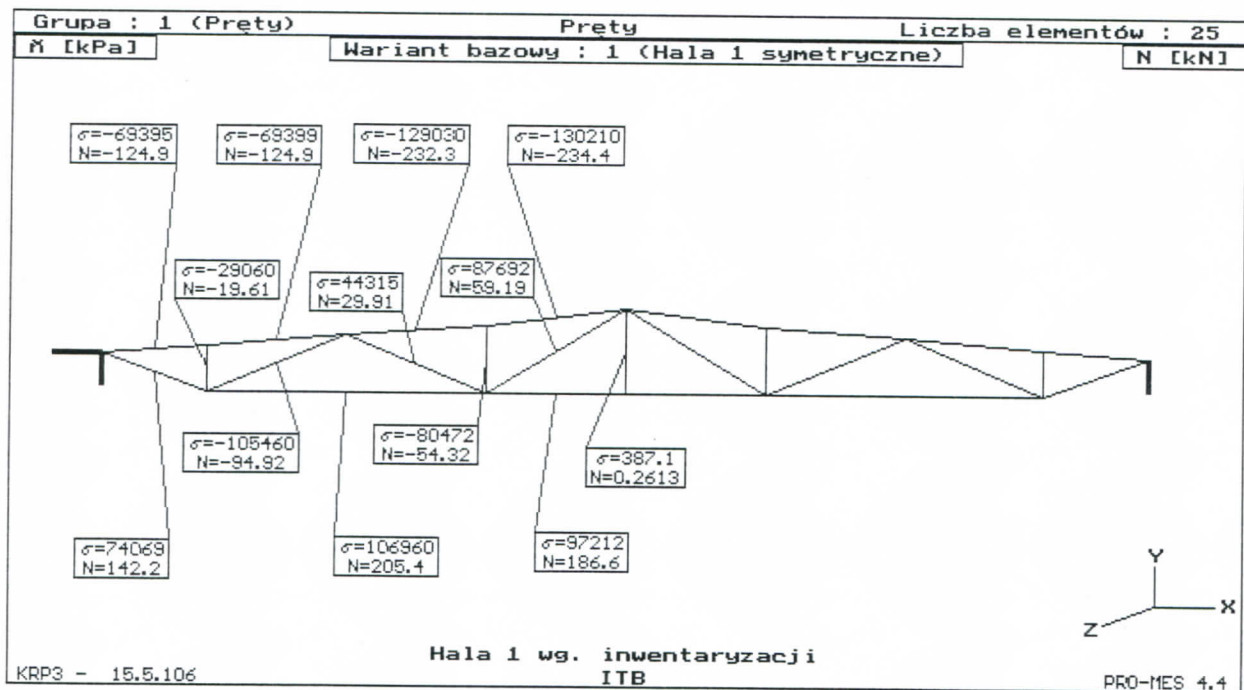 Grupa : 1 (Pręty)
Pręty
Liczba elementów : 25
[kPa]
Wariant bazowy : 1 (Hala 1 symetryczne)
N [kN]
σ=-69395
N=-124.9
σ=-69399
N=-124.9
σ=-129030
N=-232.3
σ=-130210
N=-234.4
σ=-29060
N=-19.61
σ=44315
N=29.91
σ=87692
N=59.19
σ=-105460
N=-94.92
σ=-80472
N=-54.32
σ=387.1
N=0.2613
σ=74069
N=142.2
σ=106960
N=205.4
σ=97212
N=186.6
Y
X
Z
Hala 1 wg. inwentaryzacji
KRP3 - 15.5.106
ITB
PRO-MES 4.4